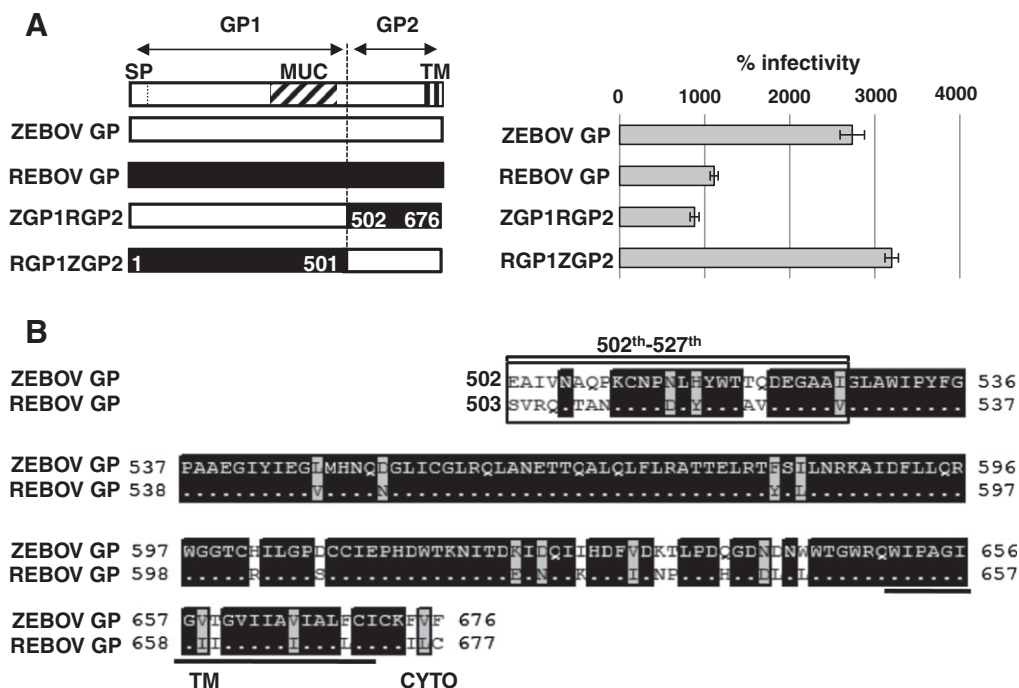 A
GP1
GP2
SP
MUC
TM
ZEBOV GP
REBOV GP
ZGP1RGP2
502 676
RGP1ZGP2
1 501
% infectivity
0 1000 2000 3000 4000
ZEBOV GP
REBOV GP
ZGP1RGP2
RGP1ZGP2
B
502th-527th
ZEBOV GP 502 EAIVNAQPKCNPNLHYWTTQDEGAAIGLAWIPYFG 536
REBOV GP 503 SVRQ.TAN....D.Y...AV.....V......... 537
ZEBOV GP 537 PAAEGIYIEGLMHNQDGLICGLRQLANETTQALQLFLRATTELRTFSILNRKAIDFLLQR 596
REBOV GP 538 ..........V....N.............................Y.L............ 597
ZEBOV GP 597 WGGTCHILGPDCCIEPHDWTKNITDKIDQIIHDFVDKTLPDQGDNDNWWTGWRQWIPAGI 656
REBOV GP 598 .....R....S..............E.N..K...I.NP...H..D.L............. 657
ZEBOV GP 657 GVTGVIIAVIALFCICKFVF 676
REBOV GP 658 .II.....I...L....ILC 677
TM CYTO